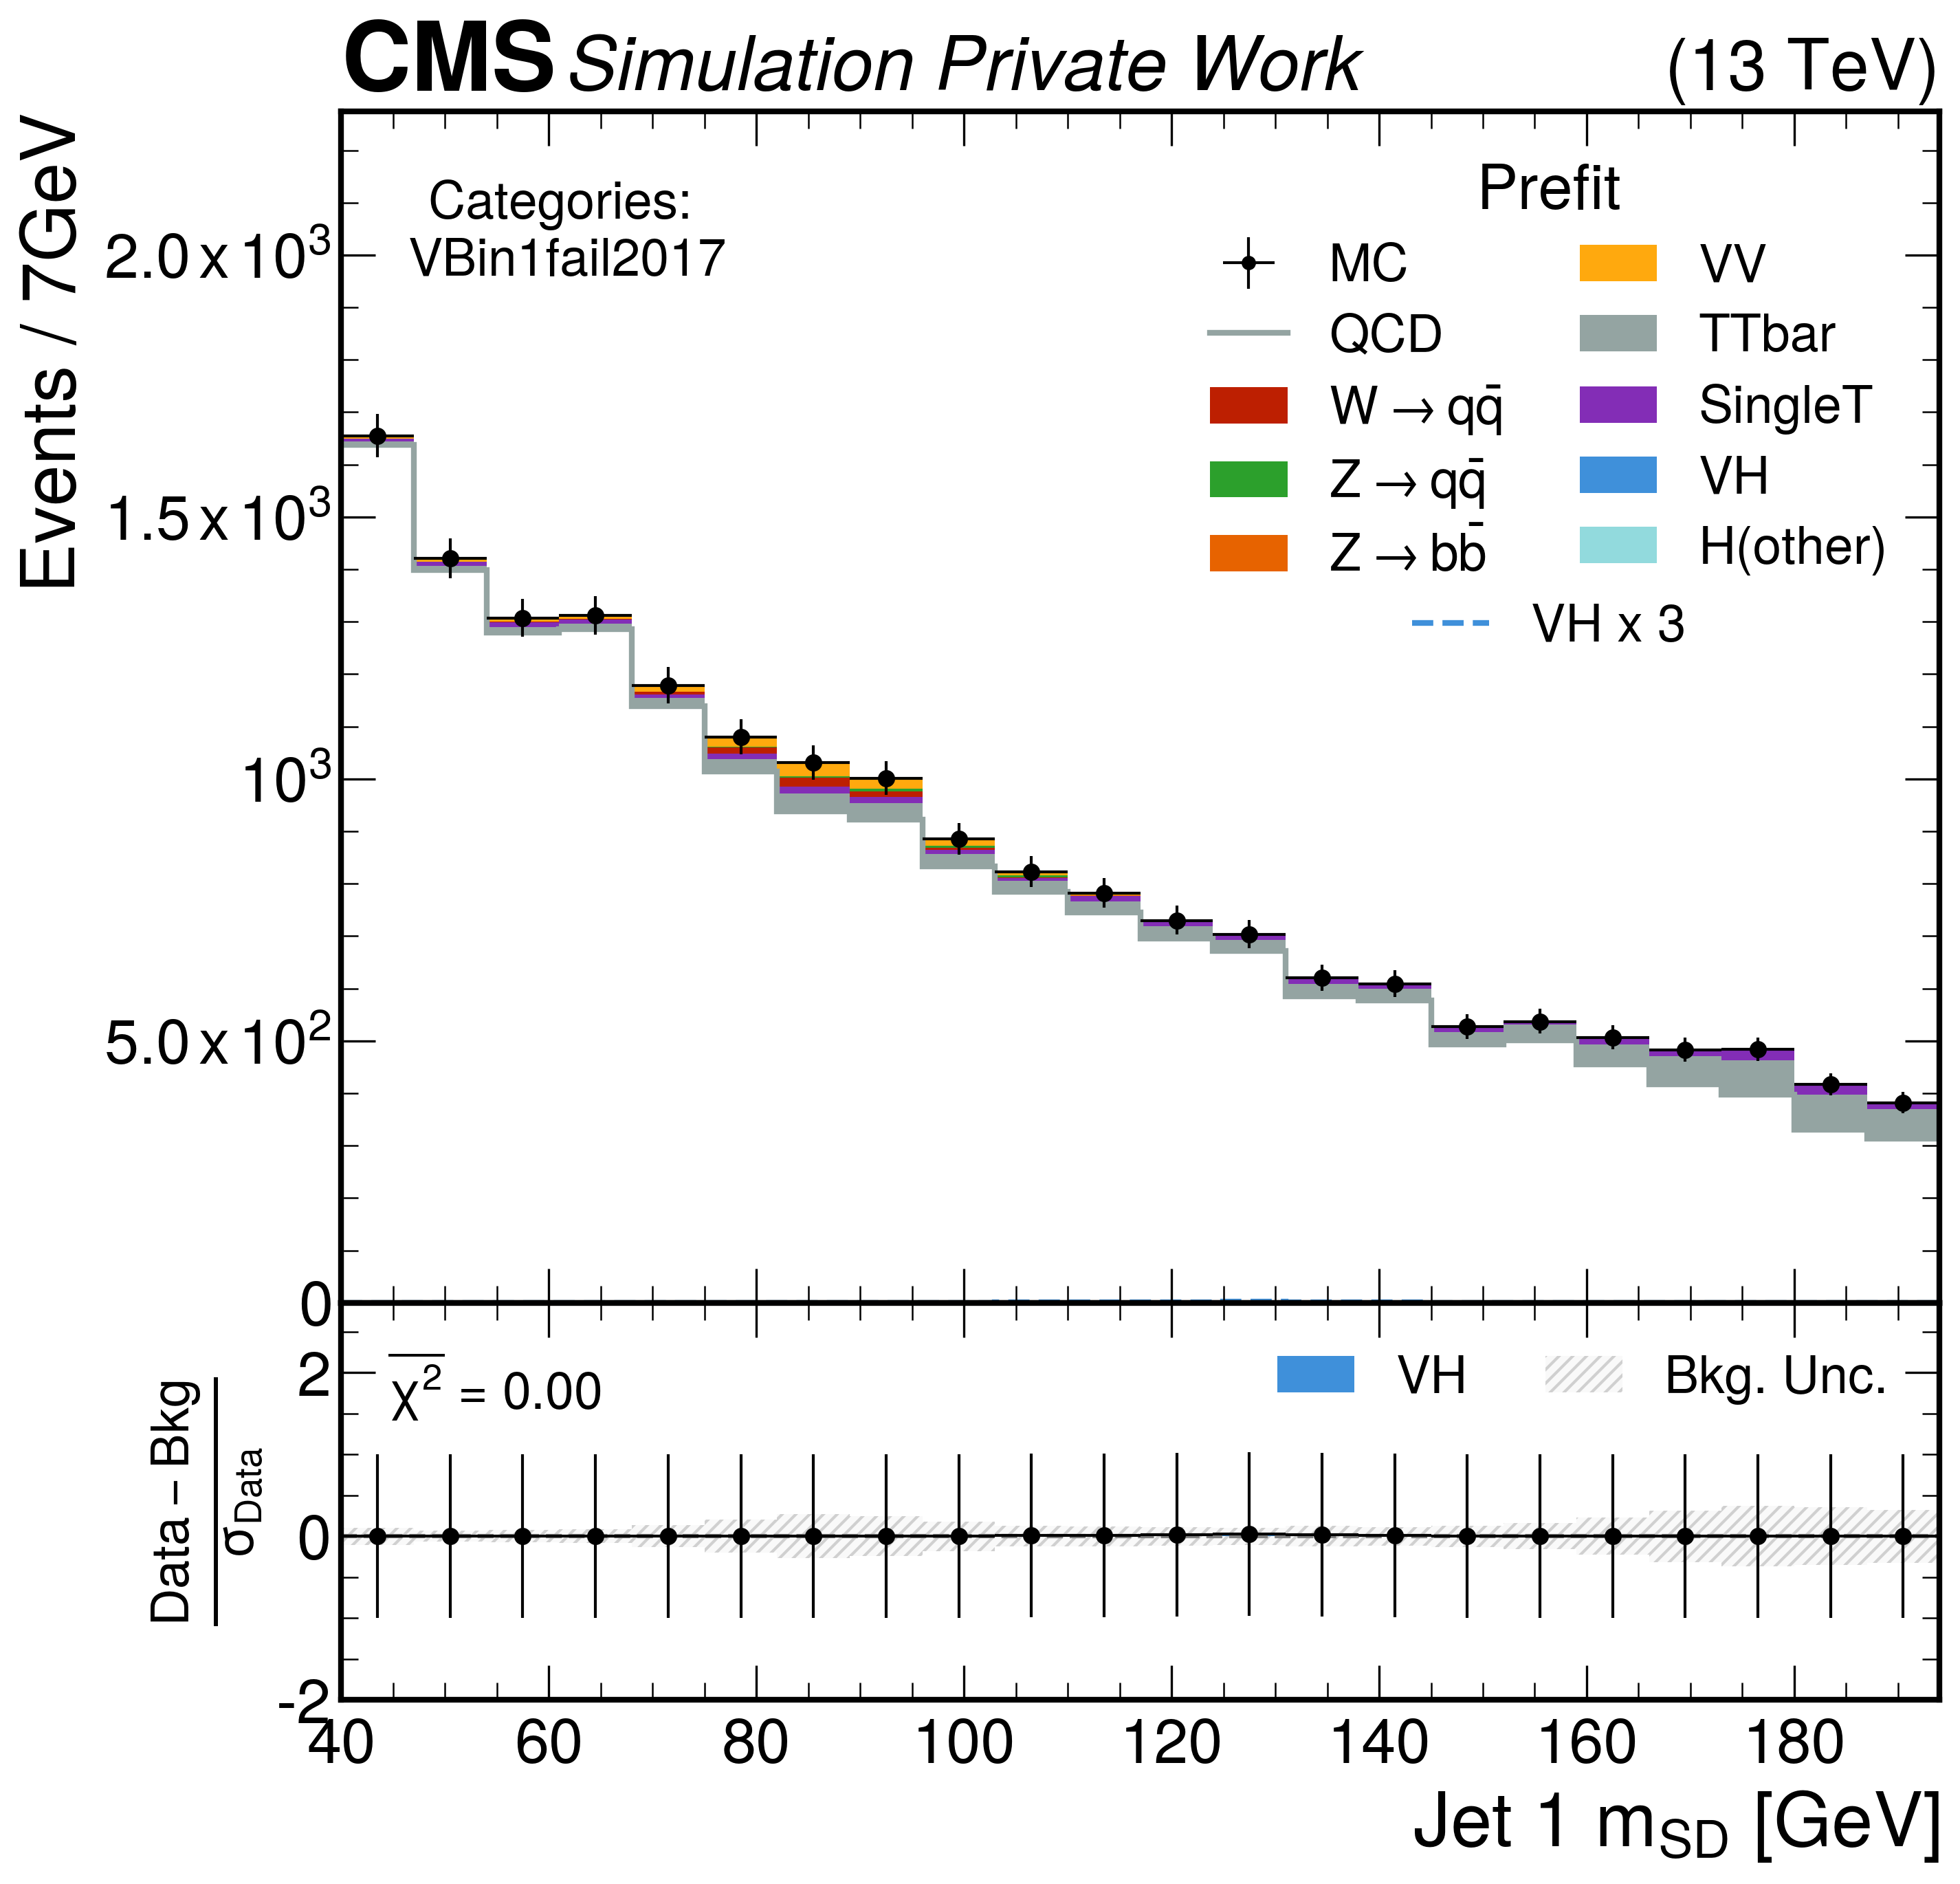 CMS Simulation Private Work (13 TeV)
Events / 7GeV
Categories:
VBin1fail2017
Prefit
MC
QCD
W → qq̄
Z → qq̄
Z → bb̄
VV
TTbar
SingleT
VH
H(other)
VH x 3
2.0 x 10³
1.5 x 10³
10³
5.0 x 10²
0
χ² = 0.00
VH
Bkg. Unc.
Data – Bkg
σData
2
0
-2
40 60 80 100 120 140 160 180
Jet 1 mSD [GeV]